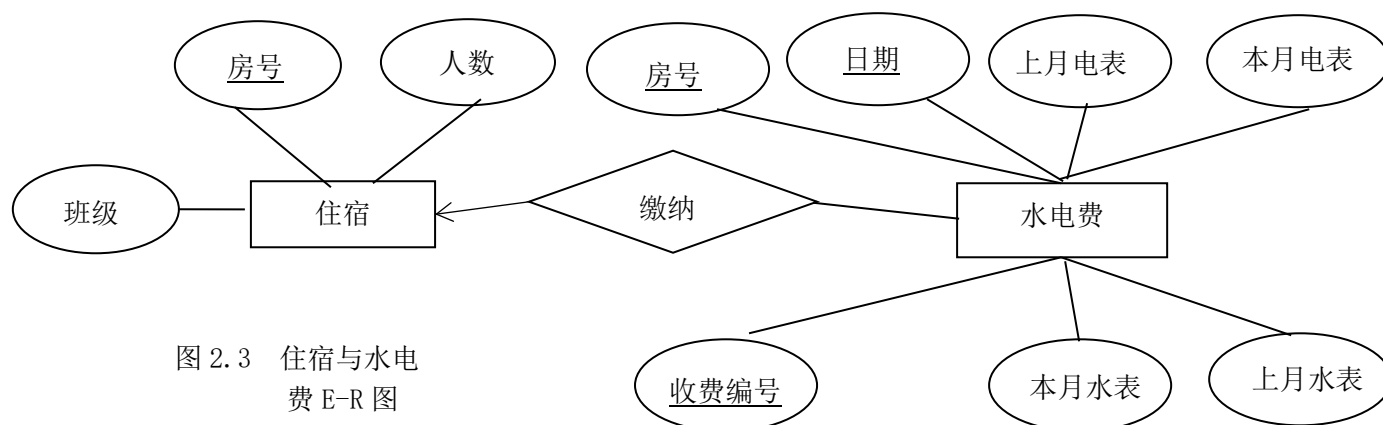 房号
人数
房号
日期
上月电表
本月电表
班级
住宿
缴纳
水电费
图 2.3 住宿与水电
费 E-R 图
收费编号
本月水表
上月水表